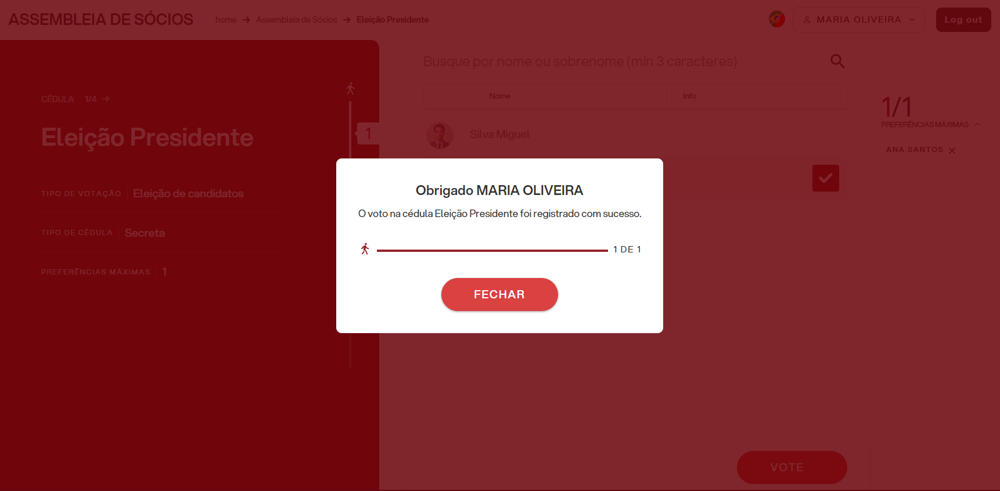 ASSEMBLEIA DE SÓCIOS
home → Assembleia de Sócios → Eleição Presidente
MARIA OLIVEIRA
Log out
CÉDULA 1/4 →
Eleição Presidente
TIPO DE VOTAÇÃO Eleição de candidatos
TIPO DE CÉDULA Secreta
PREFERÊNCIAS MÁXIMAS 1
1
Busque por nome ou sobrenome (mín 3 caracteres)
Nome Info
Silva Miguel
1/1
PREFERÊNCIAS MÁXIMAS
ANA SANTOS
Obrigado MARIA OLIVEIRA
O voto na cédula Eleição Presidente foi registrado com sucesso.
1 DE 1
FECHAR
VOTE